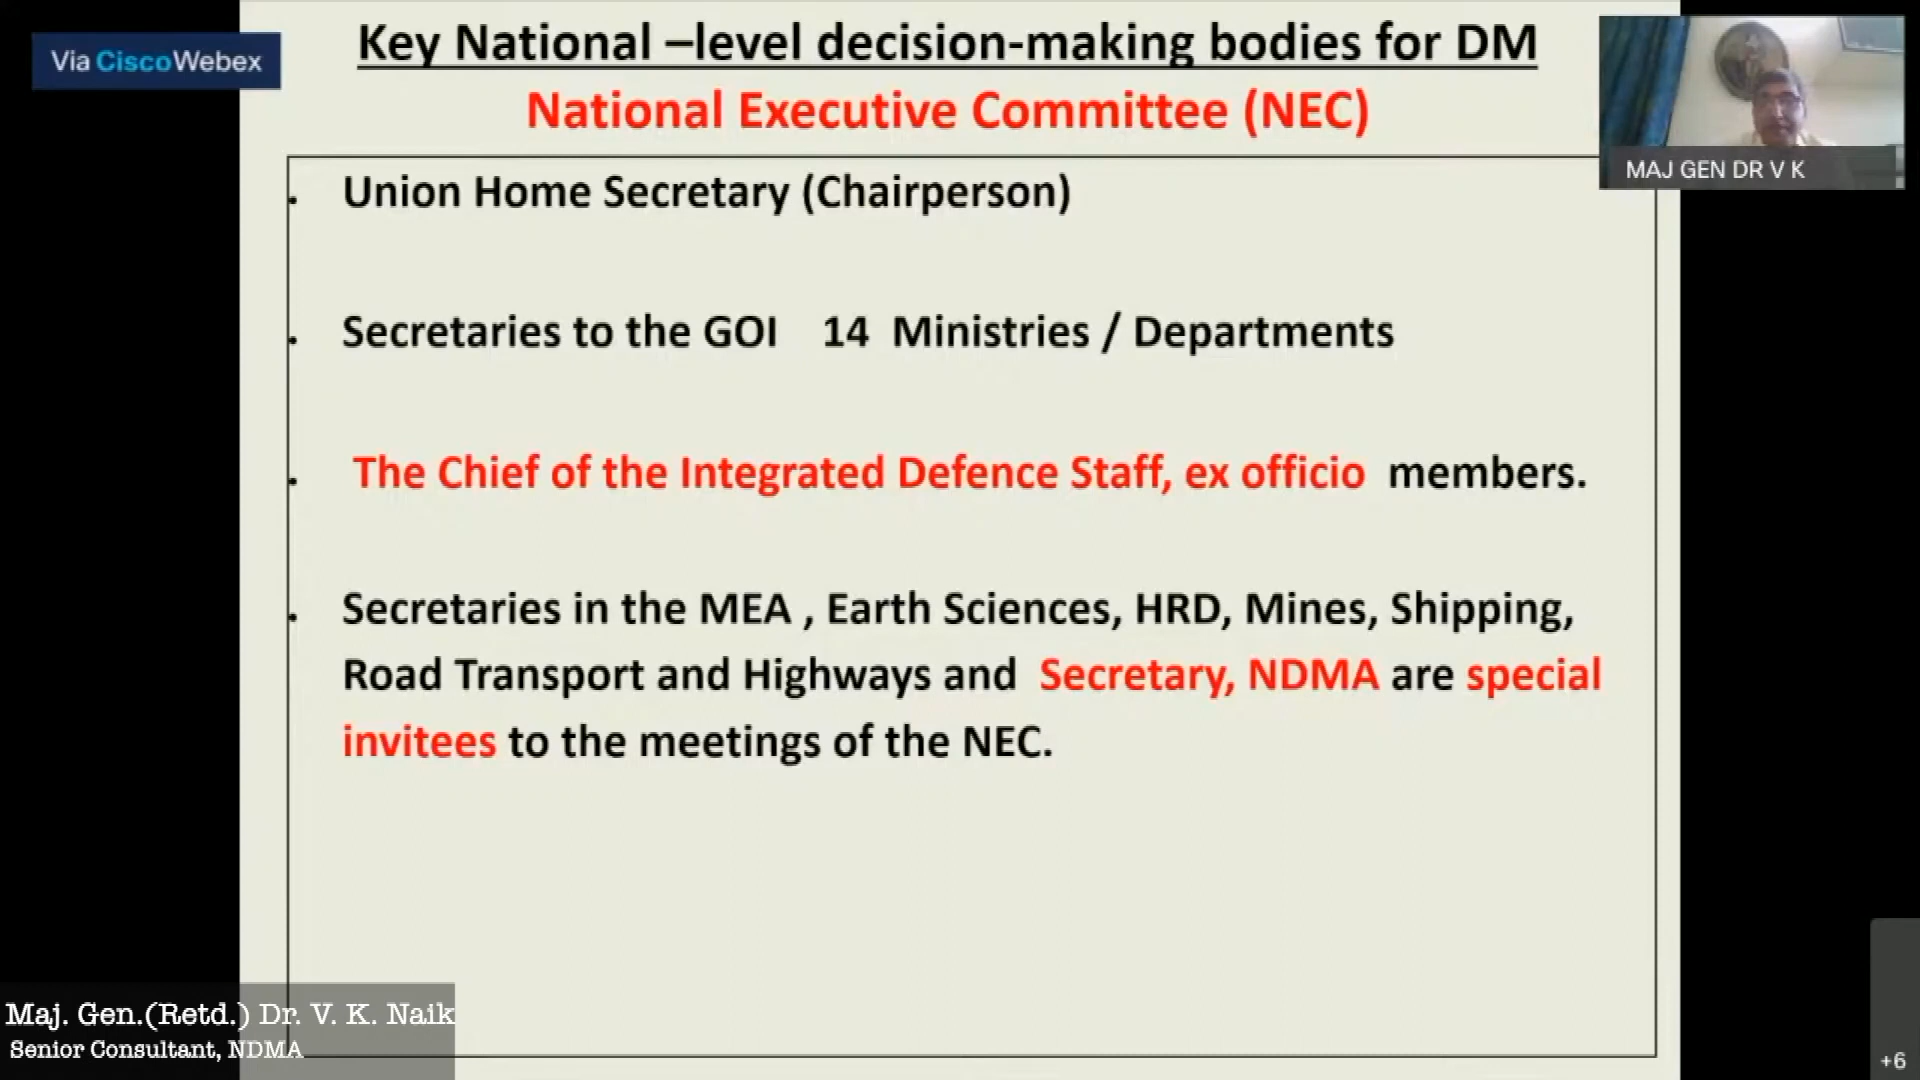 Via CiscoWebex
Key National –level decision-making bodies for DM
National Executive Committee (NEC)
MAJ GEN DR V K
. Union Home Secretary (Chairperson)
. Secretaries to the GOI 14 Ministries / Departments
. The Chief of the Integrated Defence Staff, ex officio members.
. Secretaries in the MEA , Earth Sciences, HRD, Mines, Shipping,
Road Transport and Highways and Secretary, NDMA are special
invitees to the meetings of the NEC.
Maj. Gen.(Retd.) Dr. V. K. Naik
Senior Consultant, NDMA
+6